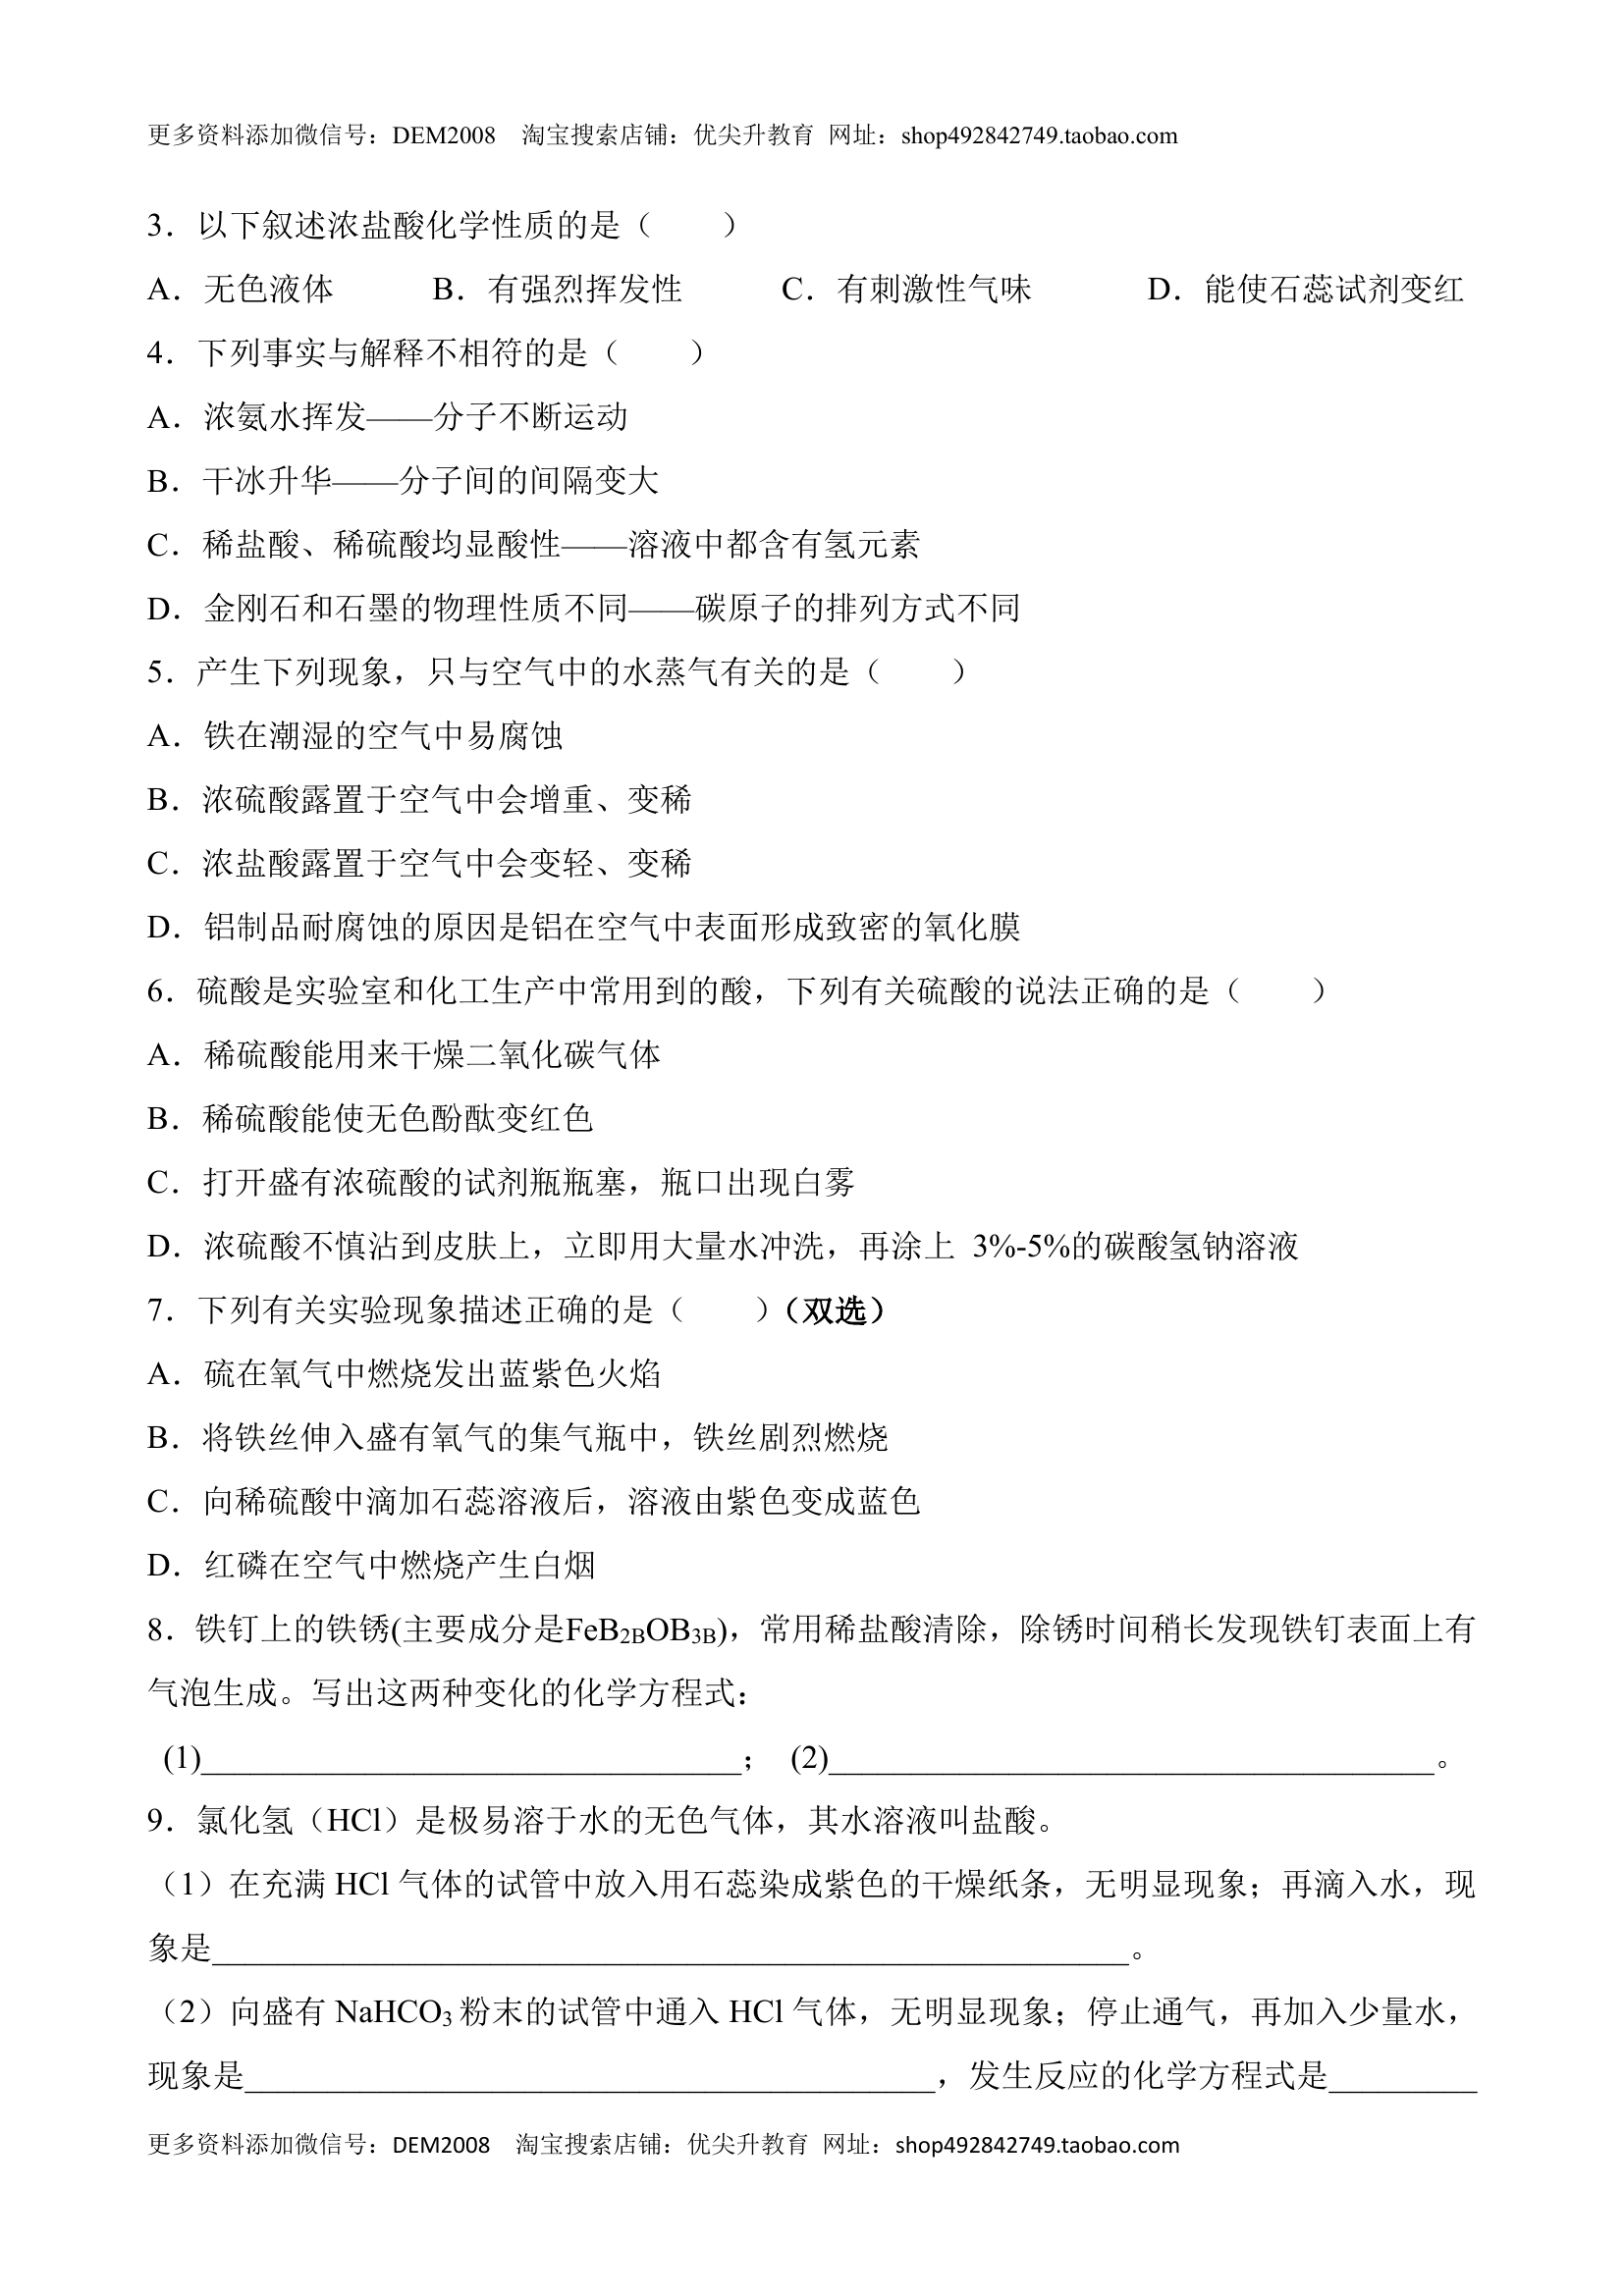 更多资料添加微信号：DEM2008 淘宝搜索店铺：优尖升教育 网址：shop492842749.taobao.com
3．以下叙述浓盐酸化学性质的是（　　）
A．无色液体 B．有强烈挥发性 C．有刺激性气味 D．能使石蕊试剂变红
4．下列事实与解释不相符的是（　　）
A．浓氨水挥发——分子不断运动
B．干冰升华——分子间的间隔变大
C．稀盐酸、稀硫酸均显酸性——溶液中都含有氢元素
D．金刚石和石墨的物理性质不同——碳原子的排列方式不同
5．产生下列现象，只与空气中的水蒸气有关的是（　　）
A．铁在潮湿的空气中易腐蚀
B．浓硫酸露置于空气中会增重、变稀
C．浓盐酸露置于空气中会变轻、变稀
D．铝制品耐腐蚀的原因是铝在空气中表面形成致密的氧化膜
6．硫酸是实验室和化工生产中常用到的酸，下列有关硫酸的说法正确的是（　　）
A．稀硫酸能用来干燥二氧化碳气体
B．稀硫酸能使无色酚酞变红色
C．打开盛有浓硫酸的试剂瓶瓶塞，瓶口出现白雾
D．浓硫酸不慎沾到皮肤上，立即用大量水冲洗，再涂上 3%-5%的碳酸氢钠溶液
7．下列有关实验现象描述正确的是（　　）（双选）
A．硫在氧气中燃烧发出蓝紫色火焰
B．将铁丝伸入盛有氧气的集气瓶中，铁丝剧烈燃烧
C．向稀硫酸中滴加石蕊溶液后，溶液由紫色变成蓝色
D．红磷在空气中燃烧产生白烟
8．铁钉上的铁锈(主要成分是FeB2BOB3B)，常用稀盐酸清除，除锈时间稍长发现铁钉表面上有
气泡生成。写出这两种变化的化学方程式：
(1)_________________________________； (2)_____________________________________。
9．氯化氢（HCl）是极易溶于水的无色气体，其水溶液叫盐酸。
（1）在充满 HCl 气体的试管中放入用石蕊染成紫色的干燥纸条，无明显现象；再滴入水，现
象是________________________________________________________。
（2）向盛有 NaHCO₃ 粉末的试管中通入 HCl 气体，无明显现象；停止通气，再加入少量水，
现象是__________________________________________，发生反应的化学方程式是_________
更多资料添加微信号：DEM2008 淘宝搜索店铺：优尖升教育 网址：shop492842749.taobao.com